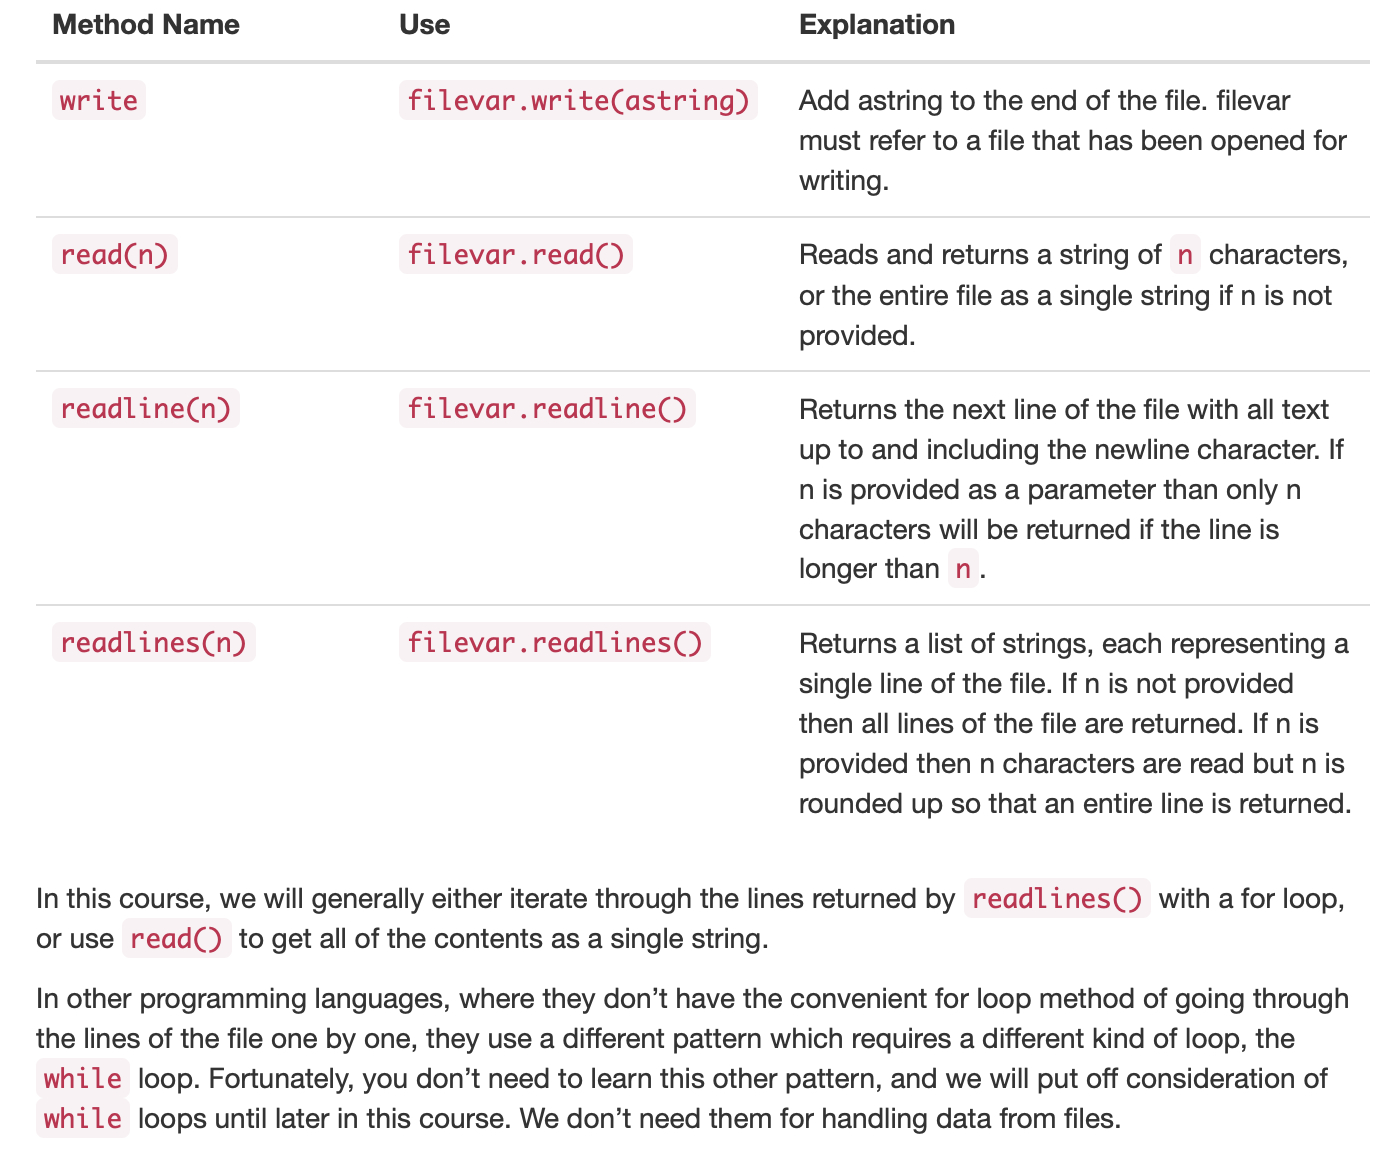 Method Name Use Explanation
write filevar.write(astring) Add astring to the end of the file. filevar
must refer to a file that has been opened for
writing.
read(n) filevar.read() Reads and returns a string of n characters,
or the entire file as a single string if n is not
provided.
readline(n) filevar.readline() Returns the next line of the file with all text
up to and including the newline character. If
n is provided as a parameter than only n
characters will be returned if the line is
longer than n.
readlines(n) filevar.readlines() Returns a list of strings, each representing a
single line of the file. If n is not provided
then all lines of the file are returned. If n is
provided then n characters are read but n is
rounded up so that an entire line is returned.
In this course, we will generally either iterate through the lines returned by readlines() with a for loop,
or use read() to get all of the contents as a single string.
In other programming languages, where they don’t have the convenient for loop method of going through
the lines of the file one by one, they use a different pattern which requires a different kind of loop, the
while loop. Fortunately, you don’t need to learn this other pattern, and we will put off consideration of
while loops until later in this course. We don’t need them for handling data from files.